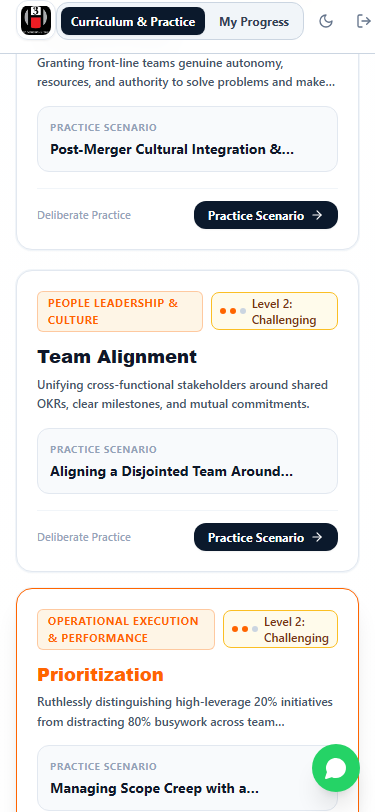 3
Curriculum & Practice
My Progress
Granting front-line teams genuine autonomy,
resources, and authority to solve problems and make...
PRACTICE SCENARIO
Post-Merger Cultural Integration &...
Deliberate Practice
Practice Scenario →
PEOPLE LEADERSHIP &
CULTURE
Level 2:
Challenging
Team Alignment
Unifying cross-functional stakeholders around shared
OKRs, clear milestones, and mutual commitments.
PRACTICE SCENARIO
Aligning a Disjointed Team Around...
Deliberate Practice
Practice Scenario →
OPERATIONAL EXECUTION
& PERFORMANCE
Level 2:
Challenging
Prioritization
Ruthlessly distinguishing high-leverage 20% initiatives
from distracting 80% busywork across team...
PRACTICE SCENARIO
Managing Scope Creep with a...